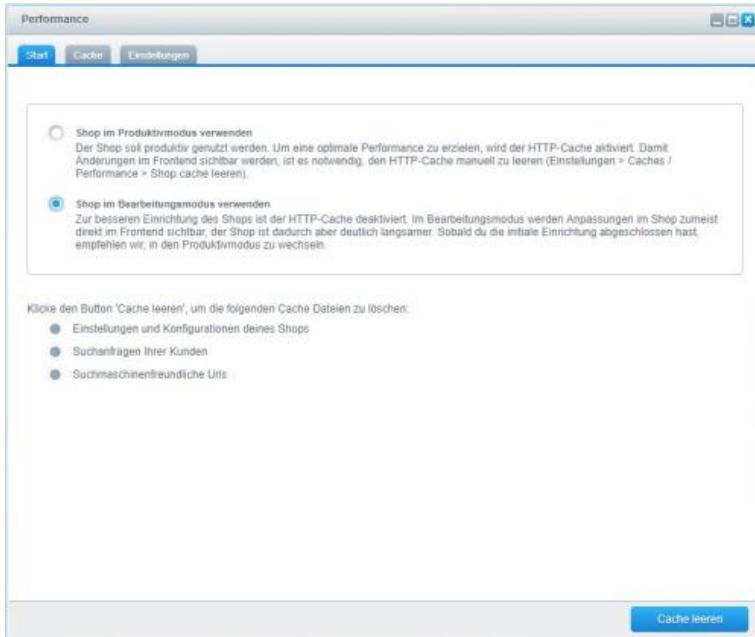 Performance
Start Cache Einstellungen
Shop im Produktivmodus verwenden
Der Shop soll produktiv genutzt werden. Um eine optimale Performance zu erzielen, wird der HTTP-Cache aktiviert. Damit
Änderungen im Frontend sichtbar werden, ist es notwendig, den HTTP-Cache manuell zu leeren (Einstellungen > Caches /
Performance > Shop cache leeren).
Shop im Bearbeitungsmodus verwenden
Zur besseren Einrichtung des Shops ist der HTTP-Cache deaktiviert. Im Bearbeitungsmodus werden Anpassungen im Shop zumeist
direkt im Frontend sichtbar, der Shop ist dadurch aber deutlich langsamer. Sobald du die initiale Einrichtung abgeschlossen hast,
empfehlen wir, in den Produktivmodus zu wechseln.
Klicke den Button 'Cache leeren', um die folgenden Cache Dateien zu löschen:
Einstellungen und Konfigurationen deines Shops
Suchanfragen Ihrer Kunden
Suchmaschinenfreundliche Urls
Cache leeren